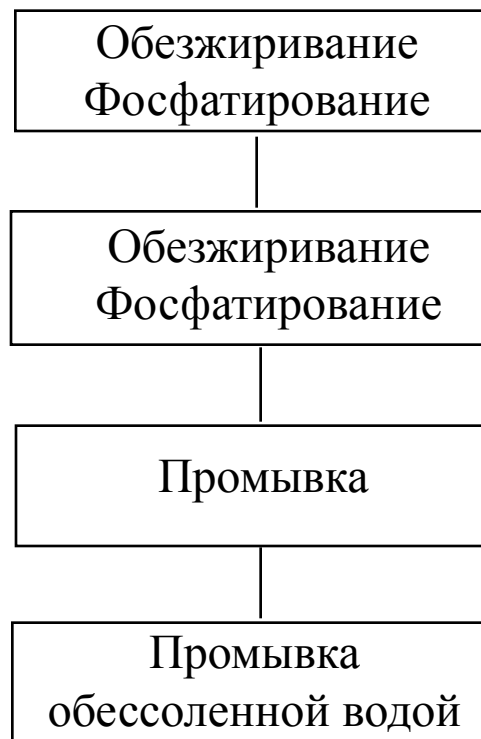 Обезжиривание
Фосфатирование
Обезжиривание
Фосфатирование
Промывка
Промывка
обессоленной водой